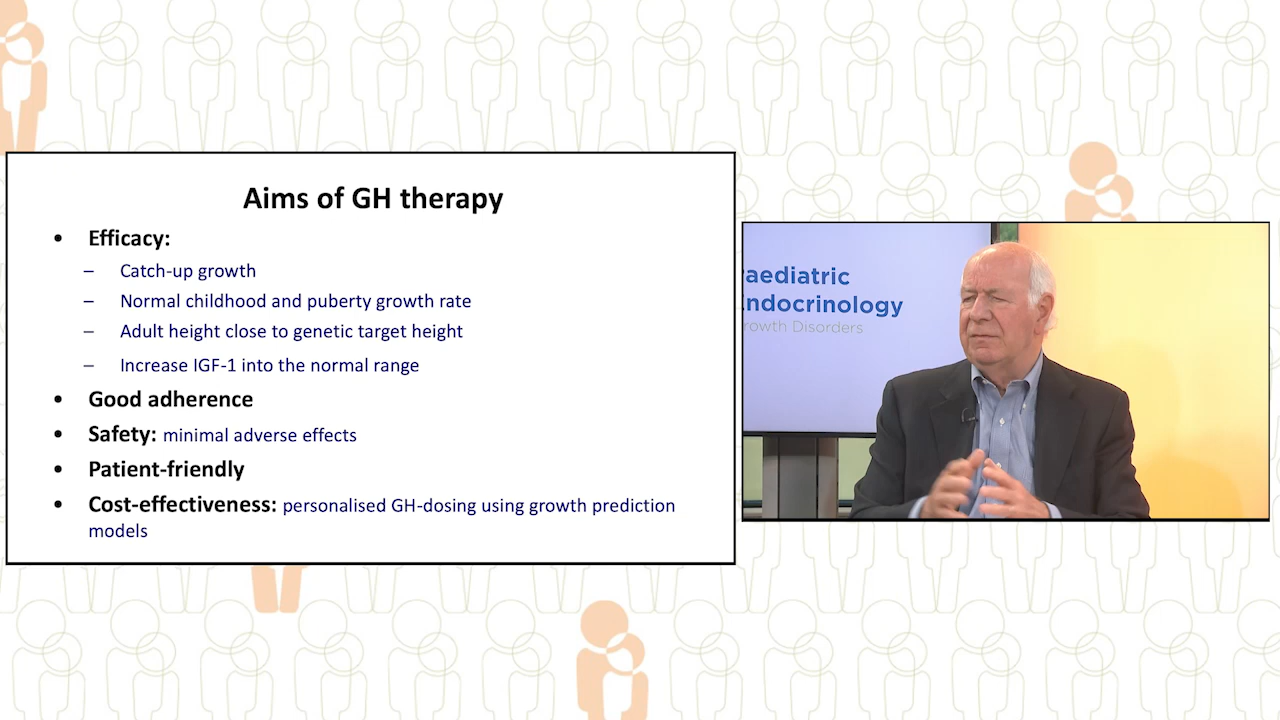 Aims of GH therapy
• Efficacy:
– Catch-up growth
– Normal childhood and puberty growth rate
– Adult height close to genetic target height
– Increase IGF-1 into the normal range
• Good adherence
• Safety: minimal adverse effects
• Patient-friendly
• Cost-effectiveness: personalised GH-dosing using growth prediction
models
aediatric
ndocrinology
rowth Disorders